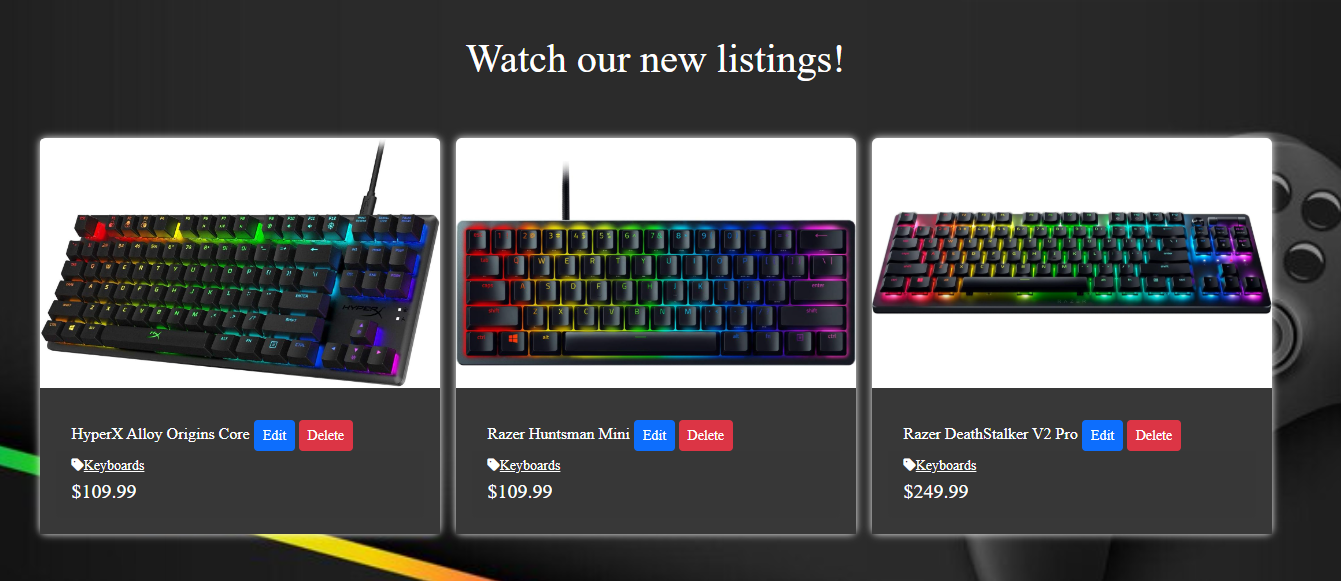 Watch our new listings!
HYPERX
HyperX Alloy Origins Core Edit Delete
Keyboards
$109.99
Razer Huntsman Mini Edit Delete
Keyboards
$109.99
Razer DeathStalker V2 Pro Edit Delete
Keyboards
$249.99